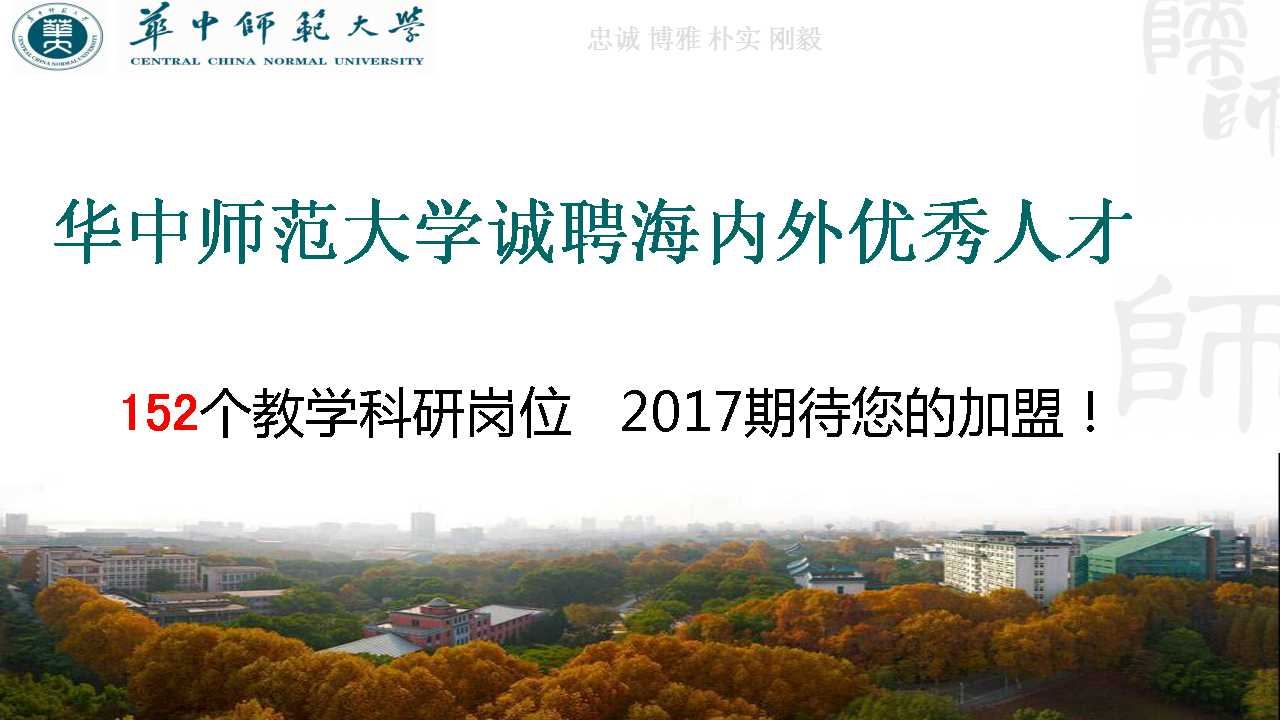 華中師範大學
CENTRAL CHINA NORMAL UNIVERSITY
忠诚 博雅 朴实 刚毅
华中师范大学诚聘海内外优秀人才
152个教学科研岗位 2017期待您的加盟！
師
師